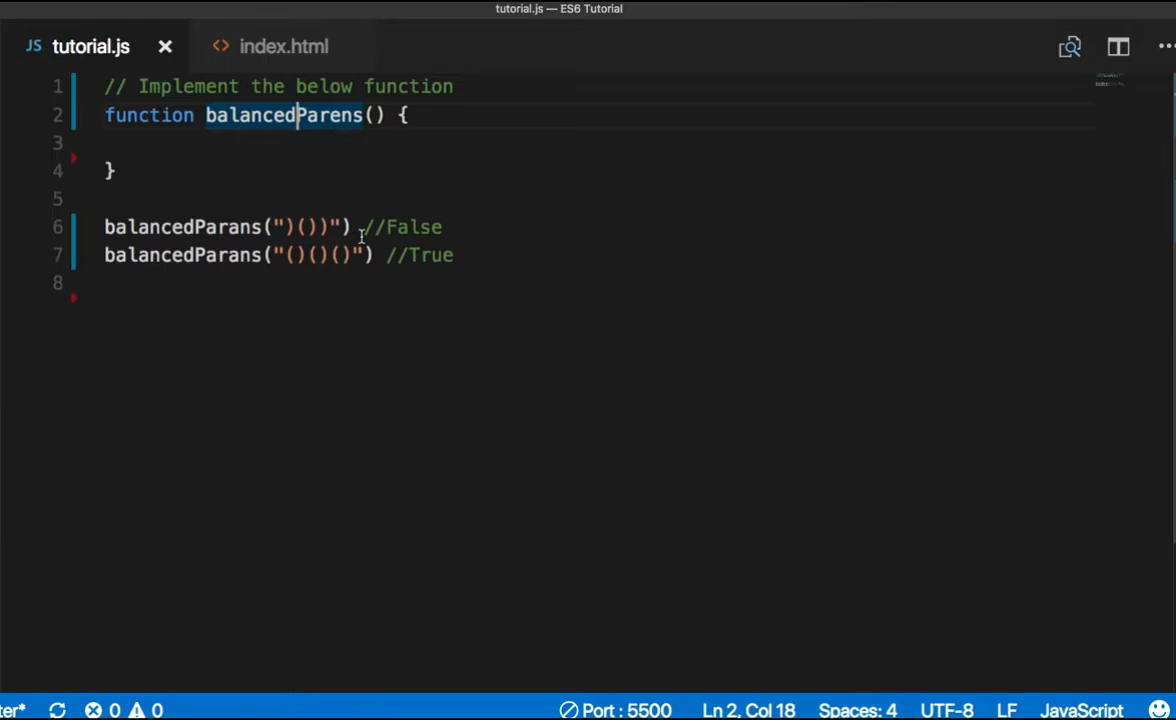 tutorial.js — ES6 Tutorial
JS tutorial.js × <> index.html
1 // Implement the below function
2 function balancedParens() {
3
4 }
5
6 balancedParans(")())") //False
7 balancedParans("()()()") //True
8
ter* 0 0 Port : 5500 Ln 2, Col 18 Spaces: 4 UTF-8 LF JavaScript